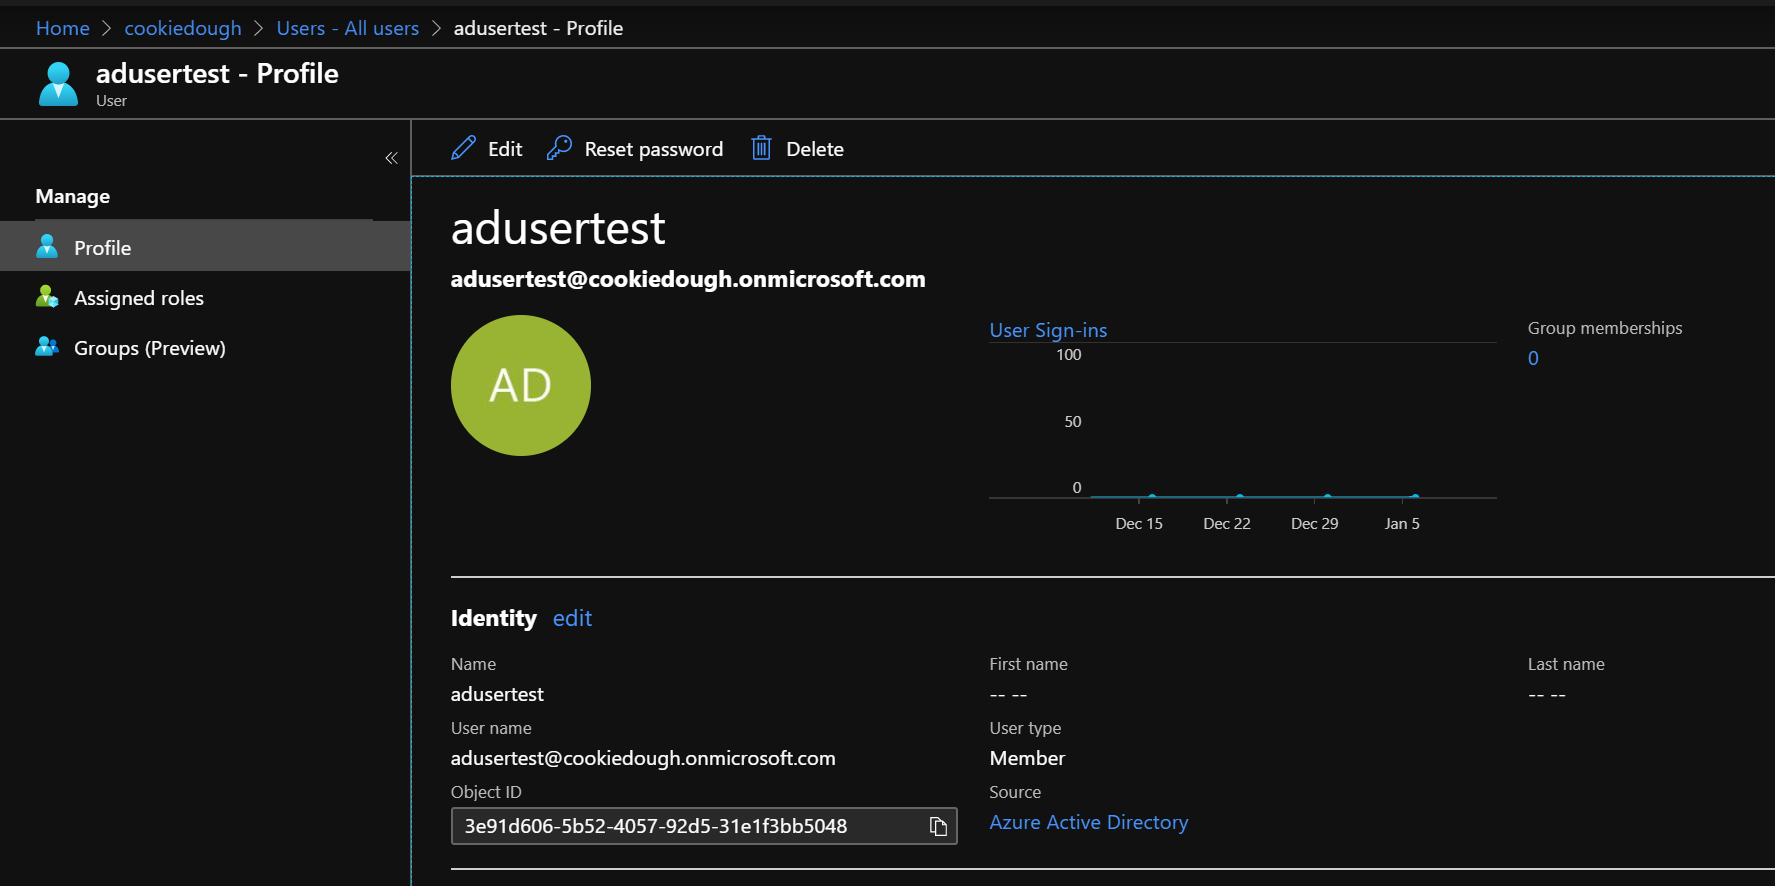 Home > cookiedough > Users - All users > adusertest - Profile
adusertest - Profile
User
«
Manage
Profile
Assigned roles
Groups (Preview)
Edit
Reset password
Delete
adusertest
adusertest@cookiedough.onmicrosoft.com
AD
User Sign-ins
100
50
0
Dec 15 Dec 22 Dec 29 Jan 5
Group memberships
0
Identity edit
Name
adusertest
First name
-- --
Last name
-- --
User name
adusertest@cookiedough.onmicrosoft.com
User type
Member
Object ID
3e91d606-5b52-4057-92d5-31e1f3bb5048
Source
Azure Active Directory